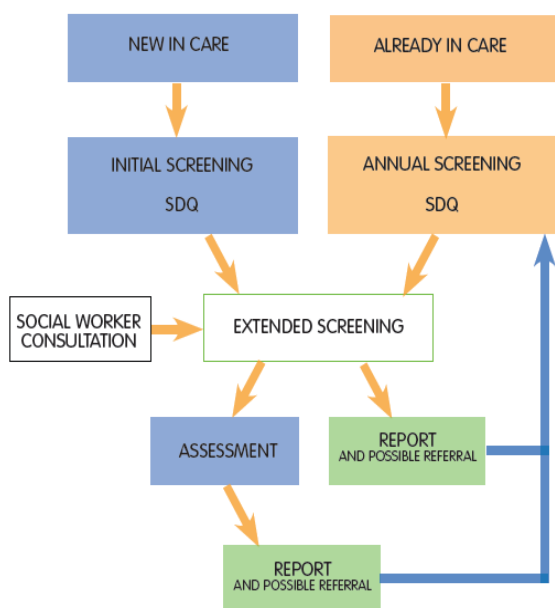 NEW IN CARE
ALREADY IN CARE
INITIAL SCREENING
SDQ
ANNUAL SCREENING
SDQ
SOCIAL WORKER
CONSULTATION
EXTENDED SCREENING
ASSESSMENT
REPORT
AND POSSIBLE REFERRAL
REPORT
AND POSSIBLE REFERRAL